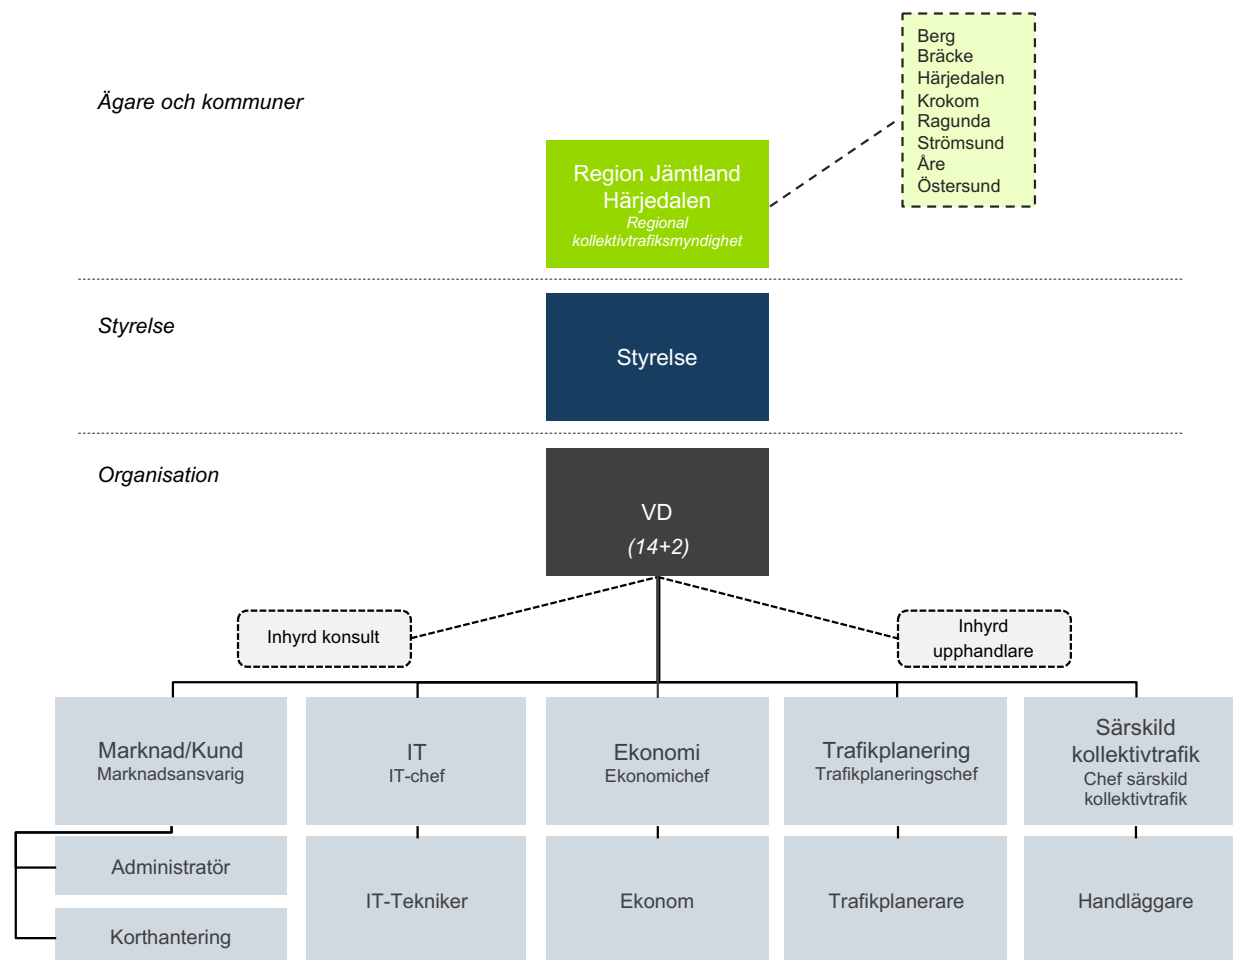 Ägare och kommuner
Berg
Bräcke
Härjedalen
Krokom
Ragunda
Strömsund
Åre
Östersund
Region Jämtland
Härjedalen
Regional
kollektivtrafiksmyndighet
Styrelse
Styrelse
Organisation
VD
(14+2)
Inhyrd konsult
Inhyrd
upphandlare
Marknad/Kund
Marknadsansvarig
IT
IT-chef
Ekonomi
Ekonomichef
Trafikplanering
Trafikplaneringschef
Särskild
kollektivtrafik
Chef särskild
kollektivtrafik
Administratör
Korthantering
IT-Tekniker
Ekonom
Trafikplanerare
Handläggare